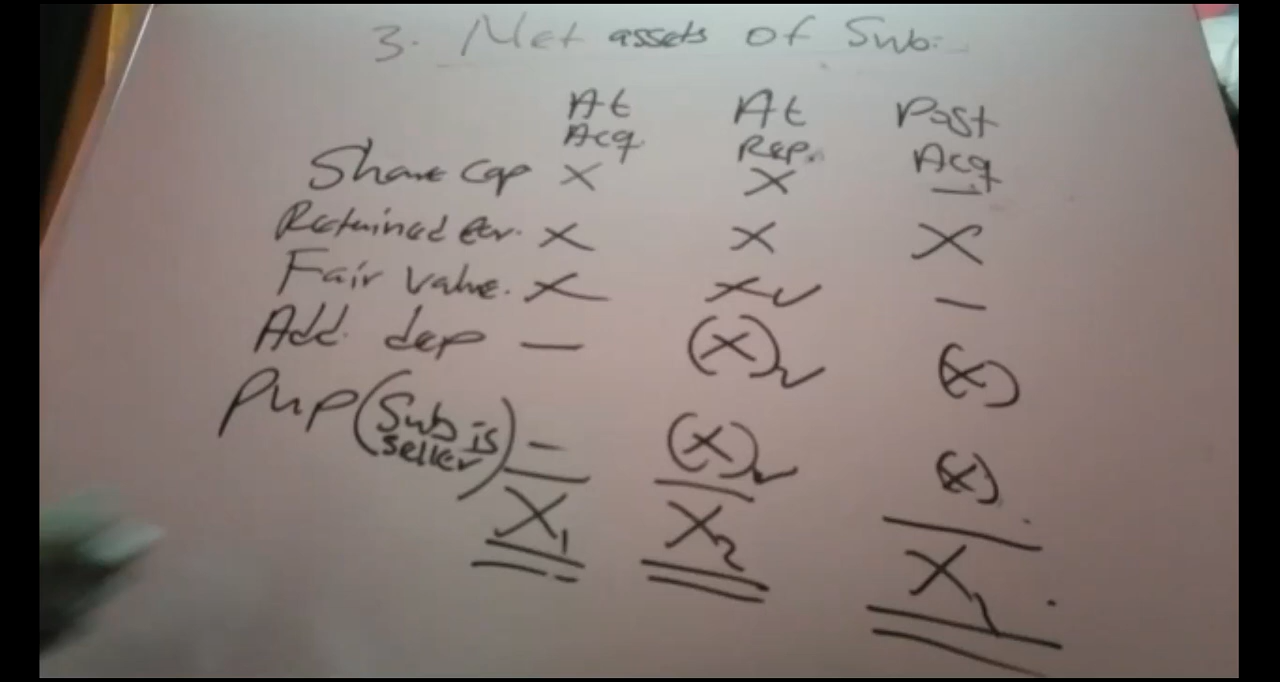 3. Net assets of Sub.
At At Post
Acq. Rep. Acq
Share Cap X X -
Retained ear. X X X
Fair value. X X -
Add. dep - (X) (X)
PUP (Sub is seller) - (X) (X)
X1 X2 X